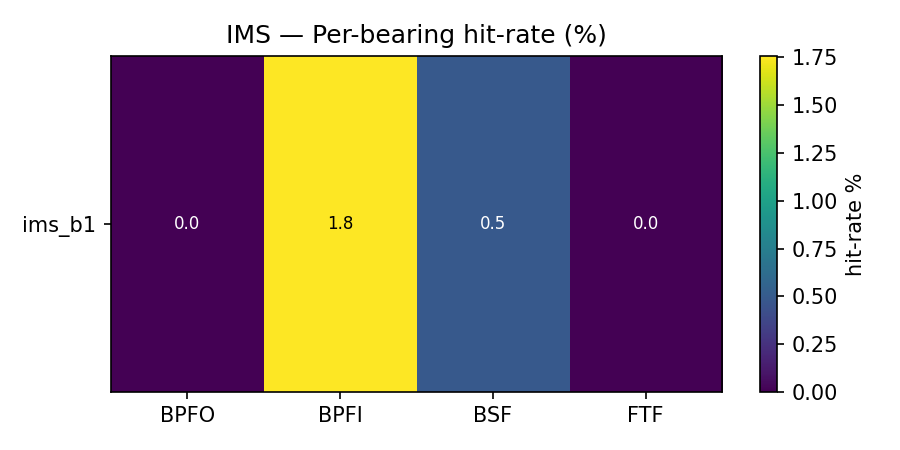 IMS — Per-bearing hit-rate (%)
ims_b1
0.0 1.8 0.5 0.0
BPFO BPFI BSF FTF
1.75
1.50
1.25
1.00
0.75
0.50
0.25
0.00
hit-rate %